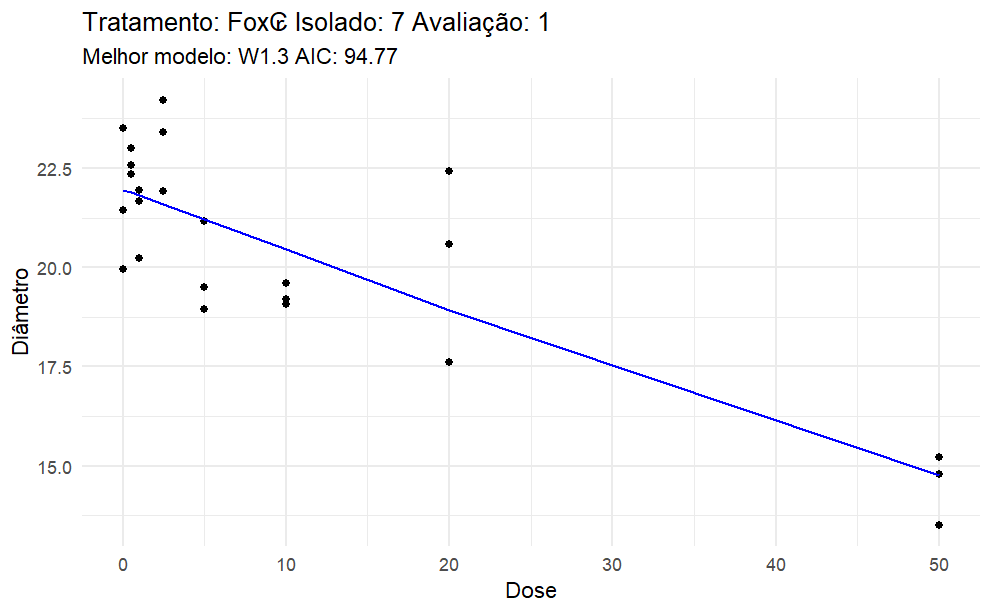 Tratamento: Fox₢ Isolado: 7 Avaliação: 1
Melhor modelo: W1.3 AIC: 94.77
Diâmetro
22.5
20.0
17.5
15.0
0 10 20 30 40 50
Dose